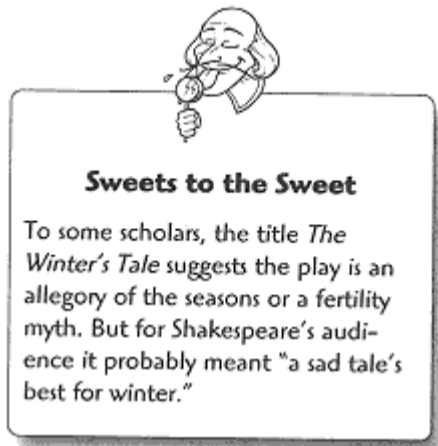 Sweets to the Sweet
To some scholars, the title The
Winter's Tale suggests the play is an
allegory of the seasons or a fertility
myth. But for Shakespeare's audi-
ence it probably meant "a sad tale's
best for winter."